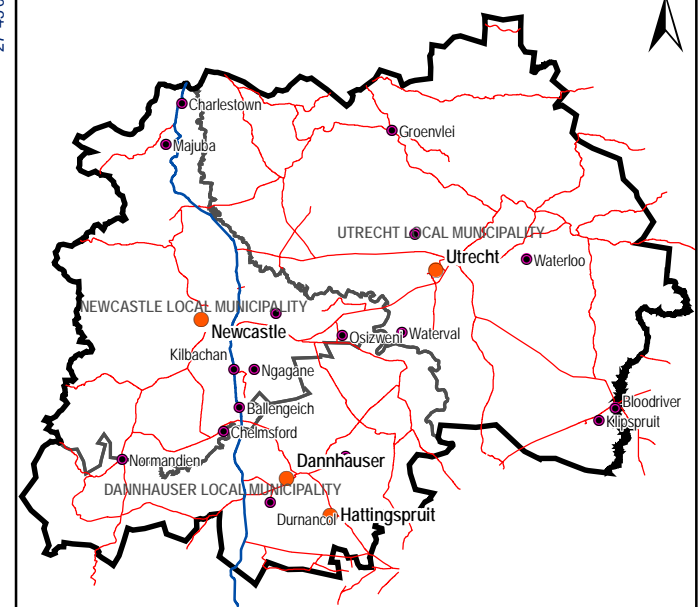 Charlestown
Groenvlei
Majuba
UTRECHT LOCAL MUNICIPALITY
Utrecht
Waterloo
NEWCASTLE LOCAL MUNICIPALITY
Newcastle
Osizweni
Waterval
Kilbachan
Ngagane
Ballengeich
Bloodriver
Klipspruit
Chelmsford
Normandien
Dannhauser
DANNHAUSER LOCAL MUNICIPALITY
Durnancol
Hattingspruit